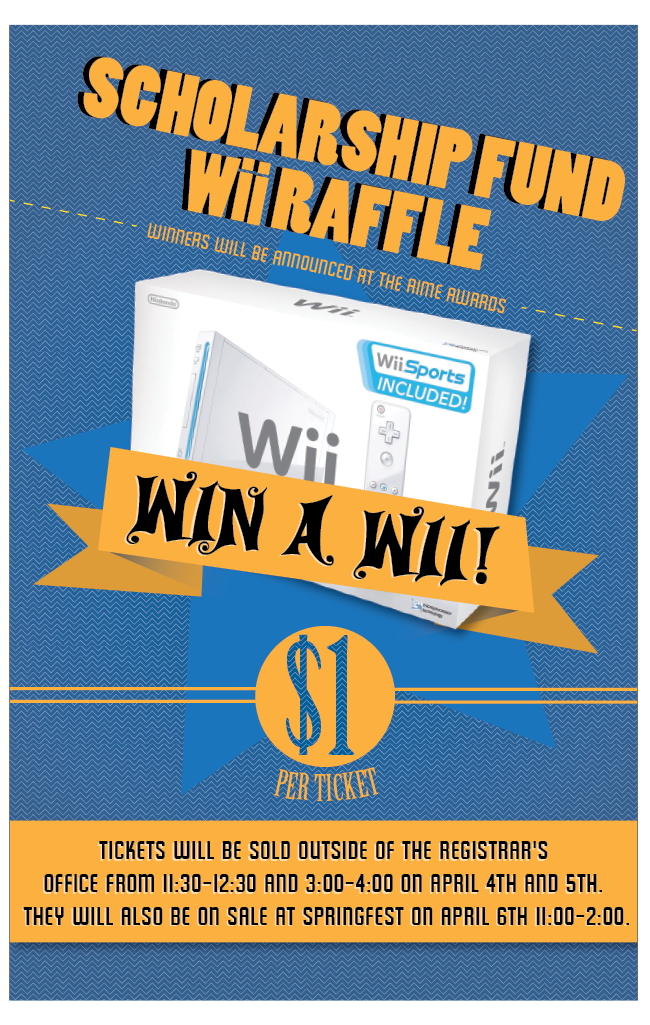 SCHOLARSHIP FUND
Wii RAFFLE
WINNERS WILL BE ANNOUNCED AT THE RIME AWARDS
Nintendo
Wii
Wii Sports
INCLUDED!
Wii
Wii
WIN A WII!
$1
PER TICKET
TICKETS WILL BE SOLD OUTSIDE OF THE REGISTRAR'S
OFFICE FROM 11:30-12:30 AND 3:00-4:00 ON APRIL 4TH AND 5TH.
THEY WILL ALSO BE ON SALE AT SPRINGFEST ON APRIL 6TH 11:00-2:00.